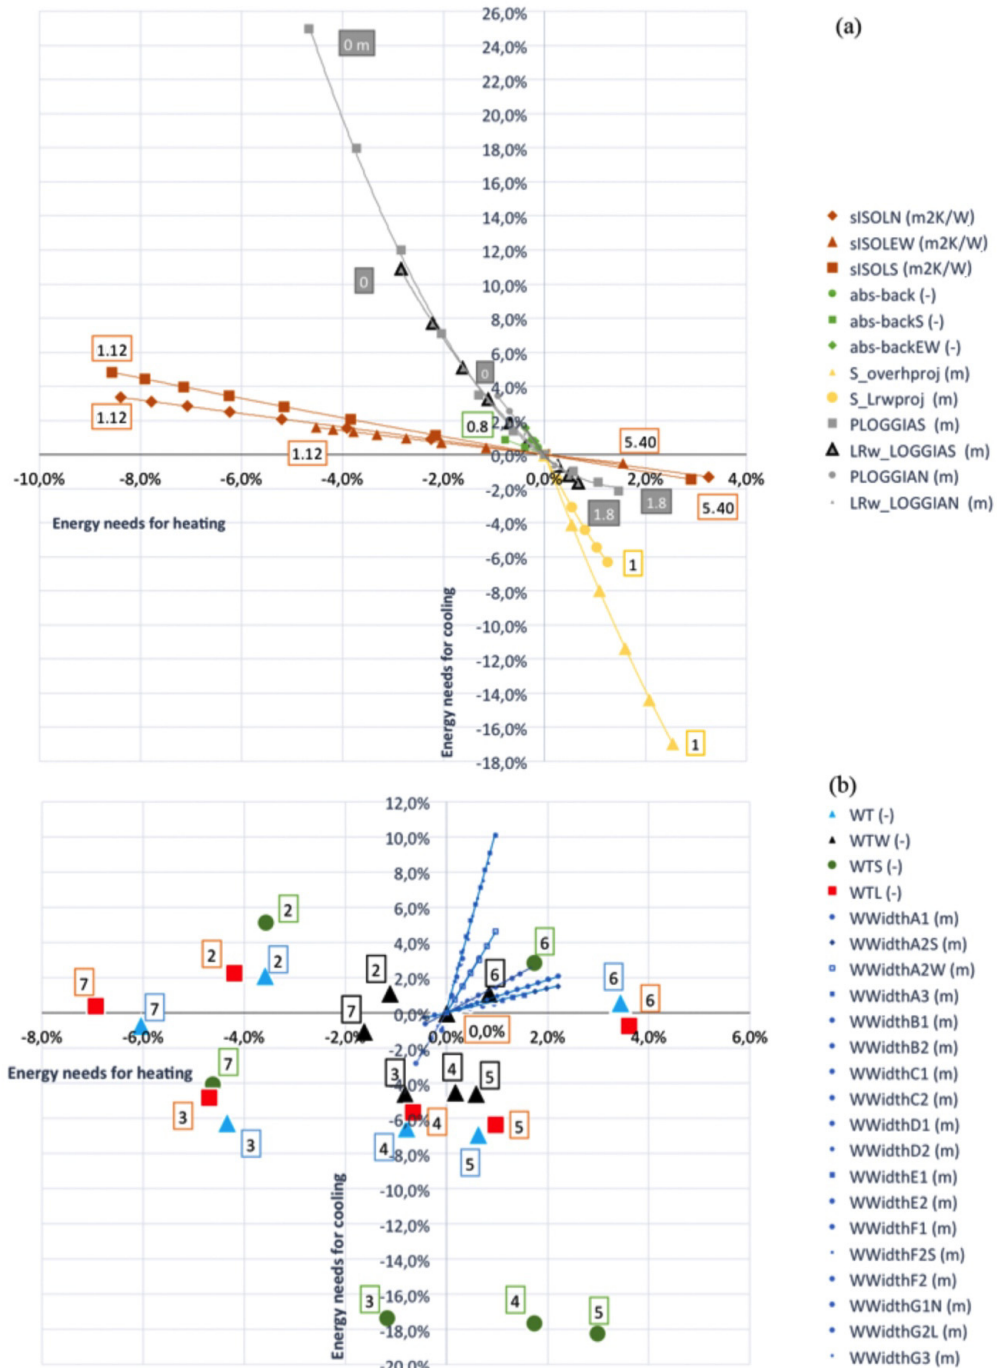 (a)
26,0%
24,0%
22,0%
20,0%
18,0%
16,0%
14,0%
12,0%
10,0%
8,0%
6,0%
4,0%
2,0%
0,0%
-2,0%
-4,0%
-6,0%
-8,0%
-10,0%
-12,0%
-14,0%
-16,0%
-18,0%
-10,0% -8,0% -6,0% -4,0% -2,0% 0,0% 2,0% 4,0%
0 m
0
0
1.12
1.12
1.12
0.8
5.40
5.40
1.8
1.8
1
1
Energy needs for heating
Energy needs for cooling
sISOLN (m2K/W)
sISOLEW (m2K/W)
sISOLS (m2K/W)
abs-back (-)
abs-backS (-)
abs-backEW (-)
S_overhproj (m)
S_Lrwproj (m)
PLOGGIAS (m)
LRw_LOGGIAS (m)
PLOGGIAN (m)
LRw_LOGGIAN (m)
(b)
12,0%
10,0%
8,0%
6,0%
4,0%
2,0%
0,0%
-2,0%
-4,0%
-6,0%
-8,0%
-10,0%
-12,0%
-14,0%
-16,0%
-18,0%
-20,0%
-8,0% -6,0% -4,0% -2,0% 0,0% 2,0% 4,0% 6,0%
0,0%
2
2
2
2
6
6
6
6
7
7
7
7
3
3
3
3
4
4
4
4
5
5
5
5
Energy needs for heating
Energy needs for cooling
WT (-)
WTW (-)
WTS (-)
WTL (-)
WWidthA1 (m)
WWidthA2S (m)
WWidthA2W (m)
WWidthA3 (m)
WWidthB1 (m)
WWidthB2 (m)
WWidthC1 (m)
WWidthC2 (m)
WWidthD1 (m)
WWidthD2 (m)
WWidthE1 (m)
WWidthE2 (m)
WWidthF1 (m)
WWidthF2S (m)
WWidthF2 (m)
WWidthG1N (m)
WWidthG2L (m)
WWidthG3 (m)